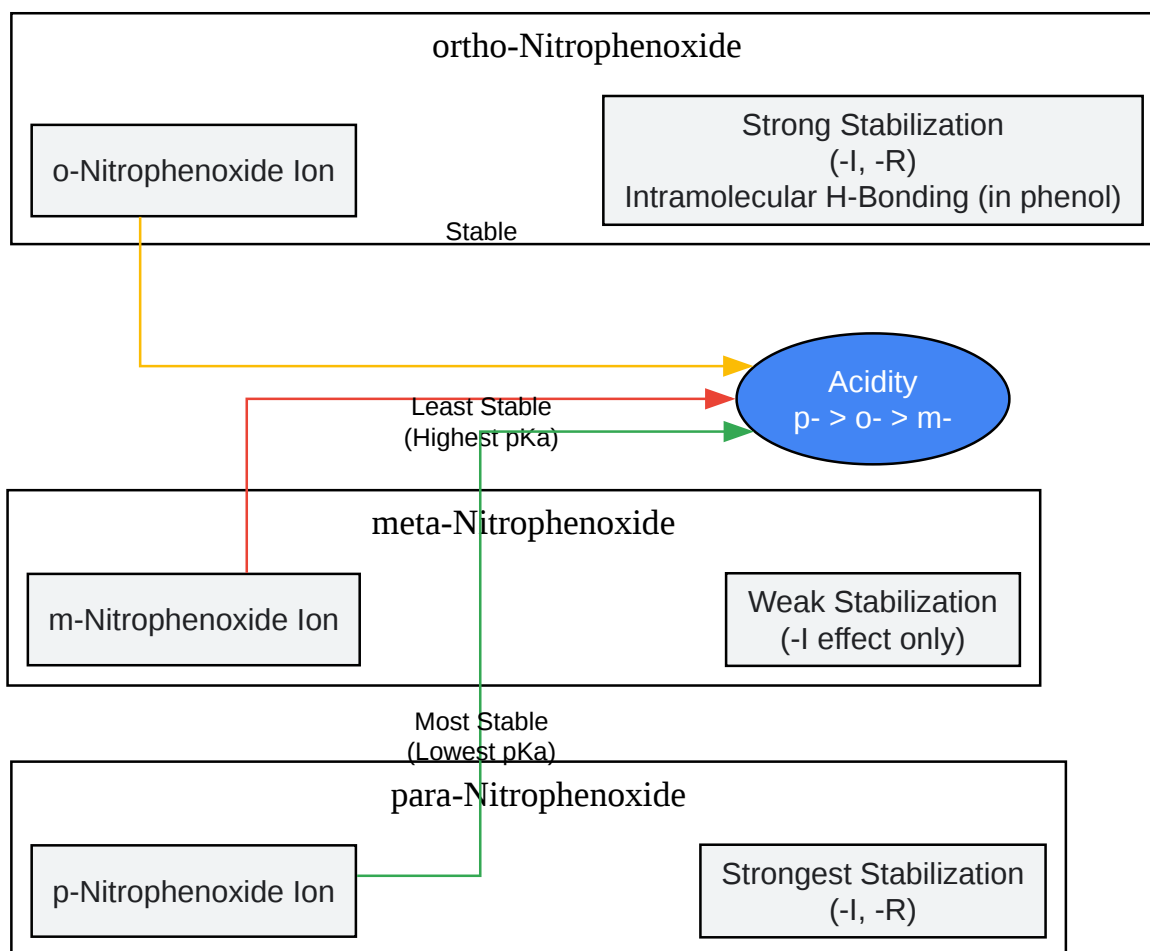 ortho-Nitrophenoxide
o-Nitrophenoxide Ion
Strong Stabilization
(-I, -R)
Intramolecular H-Bonding (in phenol)
Stable
Acidity
p- > o- > m-
Least Stable
(Highest pKa)
meta-Nitrophenoxide
m-Nitrophenoxide Ion
Weak Stabilization
(-I effect only)
Most Stable
(Lowest pKa)
para-Nitrophenoxide
p-Nitrophenoxide Ion
Strongest Stabilization
(-I, -R)